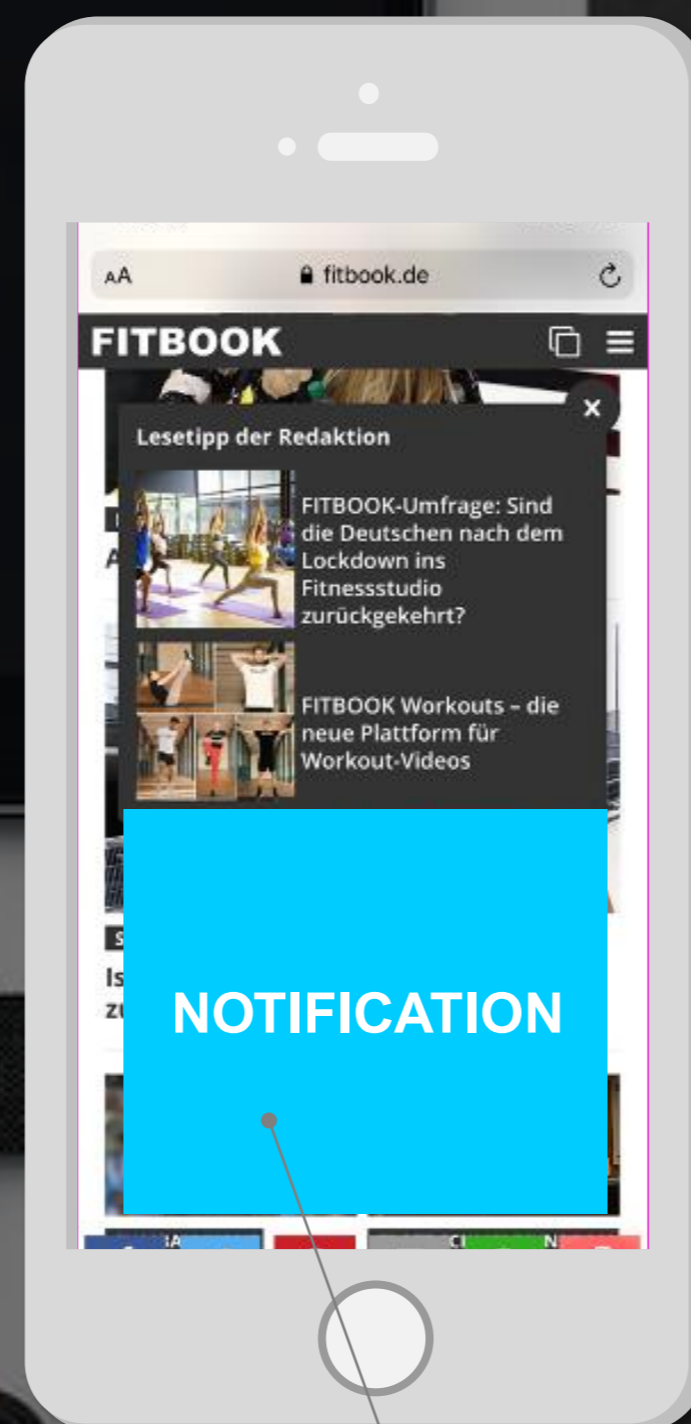 AA fitbook.de
FITBOOK
Lesetipp der Redaktion
FITBOOK-Umfrage: Sind
die Deutschen nach dem
Lockdown ins
Fitnessstudio
zurückgekehrt?
FITBOOK Workouts – die
neue Plattform für
Workout-Videos
NOTIFICATION